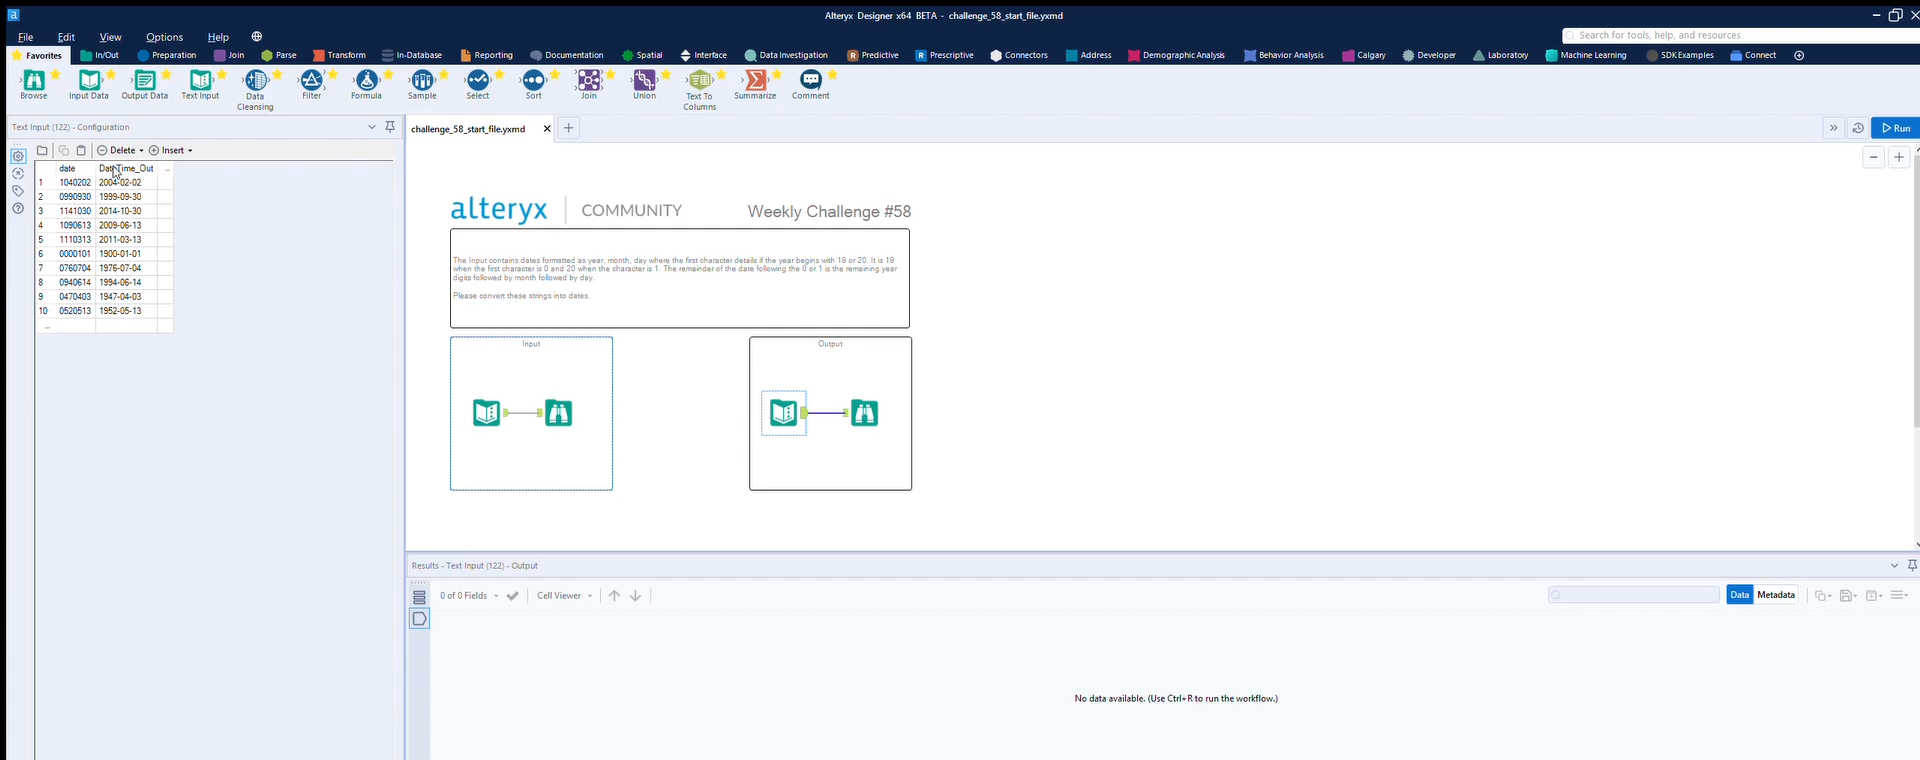 a
Alteryx Designer x64 BETA - challenge_58_start_file.yxmd
File Edit View Options Help
Search for tools, help, and resources
Favorites In/Out Preparation Join Parse Transform In-Database Reporting Documentation Spatial Interface Data Investigation Predictive Prescriptive Connectors Address Demographic Analysis Behavior Analysis Calgary Developer Laboratory Machine Learning SDK Examples Connect
Browse Input Data Output Data Text Input Data Cleansing Filter Formula Sample Select Sort Join Union Text To Columns Summarize Comment
Text Input (122) - Configuration
challenge_58_start_file.yxmd
Run
Delete Insert
date DateTime_Out ...
1 1040202 2004-02-02
2 0990930 1999-09-30
3 1141030 2014-10-30
4 1090613 2009-06-13
5 1110313 2011-03-13
6 0000101 1900-01-01
7 0760704 1976-07-04
8 0940614 1994-06-14
9 0470403 1947-04-03
10 0520513 1952-05-13
...
alteryx COMMUNITY Weekly Challenge #58
The Input contains dates formatted as year, month, day where the first character details if the year begins with 19 or 20. It is 19
when the first character is 0 and 20 when the character is 1. The remainder of the date following the 0 or 1 is the remaining year
digits followed by month followed by day.
Please convert these strings into dates.
Input
Output
Results - Text Input (122) - Output
0 of 0 Fields Cell Viewer
Data Metadata
No data available. (Use Ctrl+R to run the workflow.)